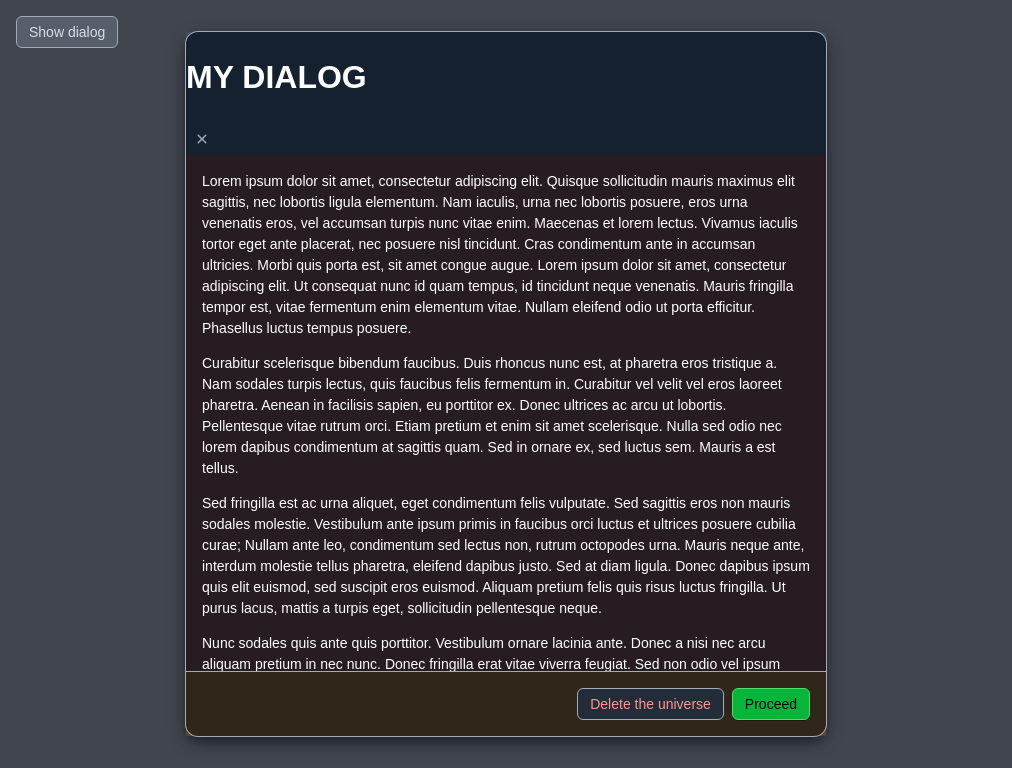 Show dialog
MY DIALOG
✕
Lorem ipsum dolor sit amet, consectetur adipiscing elit. Quisque sollicitudin mauris maximus elit
sagittis, nec lobortis ligula elementum. Nam iaculis, urna nec lobortis posuere, eros urna
venenatis eros, vel accumsan turpis nunc vitae enim. Maecenas et lorem lectus. Vivamus iaculis
tortor eget ante placerat, nec posuere nisl tincidunt. Cras condimentum ante in accumsan
ultricies. Morbi quis porta est, sit amet congue augue. Lorem ipsum dolor sit amet, consectetur
adipiscing elit. Ut consequat nunc id quam tempus, id tincidunt neque venenatis. Mauris fringilla
tempor est, vitae fermentum enim elementum vitae. Nullam eleifend odio ut porta efficitur.
Phasellus luctus tempus posuere.
Curabitur scelerisque bibendum faucibus. Duis rhoncus nunc est, at pharetra eros tristique a.
Nam sodales turpis lectus, quis faucibus felis fermentum in. Curabitur vel velit vel eros laoreet
pharetra. Aenean in facilisis sapien, eu porttitor ex. Donec ultrices ac arcu ut lobortis.
Pellentesque vitae rutrum orci. Etiam pretium et enim sit amet scelerisque. Nulla sed odio nec
lorem dapibus condimentum at sagittis quam. Sed in ornare ex, sed luctus sem. Mauris a est
tellus.
Sed fringilla est ac urna aliquet, eget condimentum felis vulputate. Sed sagittis eros non mauris
sodales molestie. Vestibulum ante ipsum primis in faucibus orci luctus et ultrices posuere cubilia
curae; Nullam ante leo, condimentum sed lectus non, rutrum octopodes urna. Mauris neque ante,
interdum molestie tellus pharetra, eleifend dapibus justo. Sed at diam ligula. Donec dapibus ipsum
quis elit euismod, sed suscipit eros euismod. Aliquam pretium felis quis risus luctus fringilla. Ut
purus lacus, mattis a turpis eget, sollicitudin pellentesque neque.
Nunc sodales quis ante quis porttitor. Vestibulum ornare lacinia ante. Donec a nisi nec arcu
aliquam pretium in nec nunc. Donec fringilla erat vitae viverra feugiat. Sed non odio vel ipsum
Delete the universe
Proceed